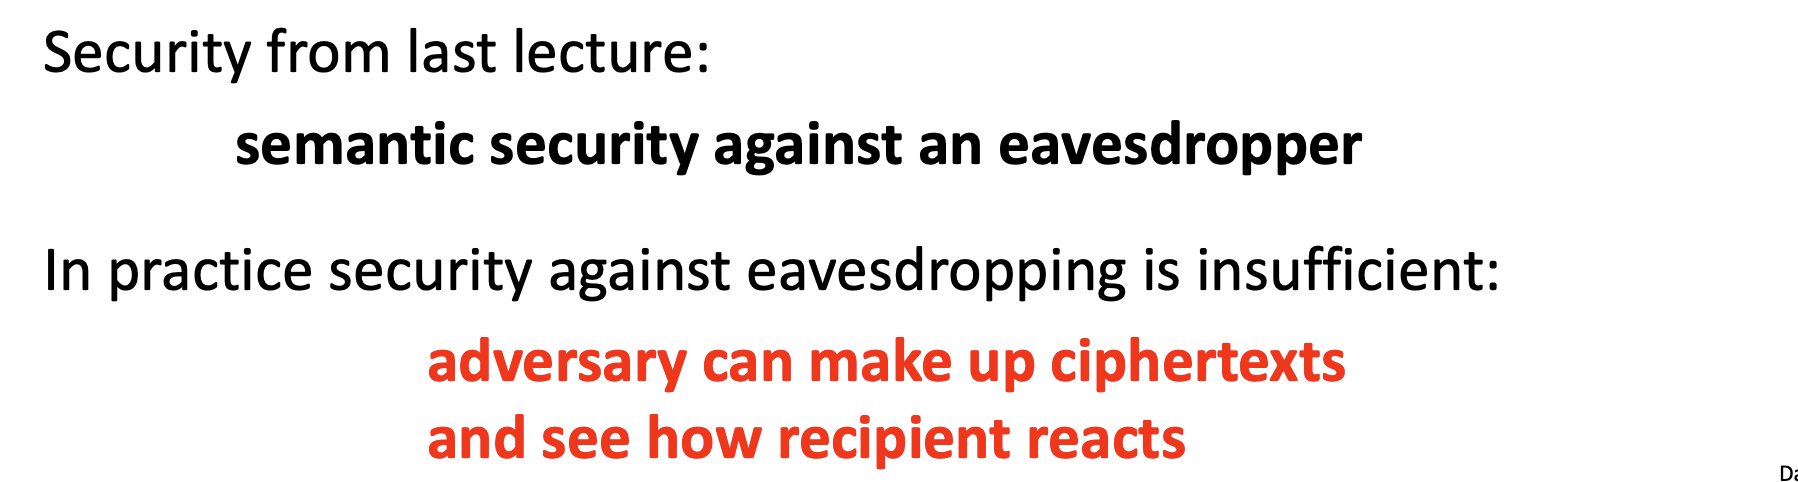 Security from last lecture:
semantic security against an eavesdropper
In practice security against eavesdropping is insufficient:
adversary can make up ciphertexts
and see how recipient reacts